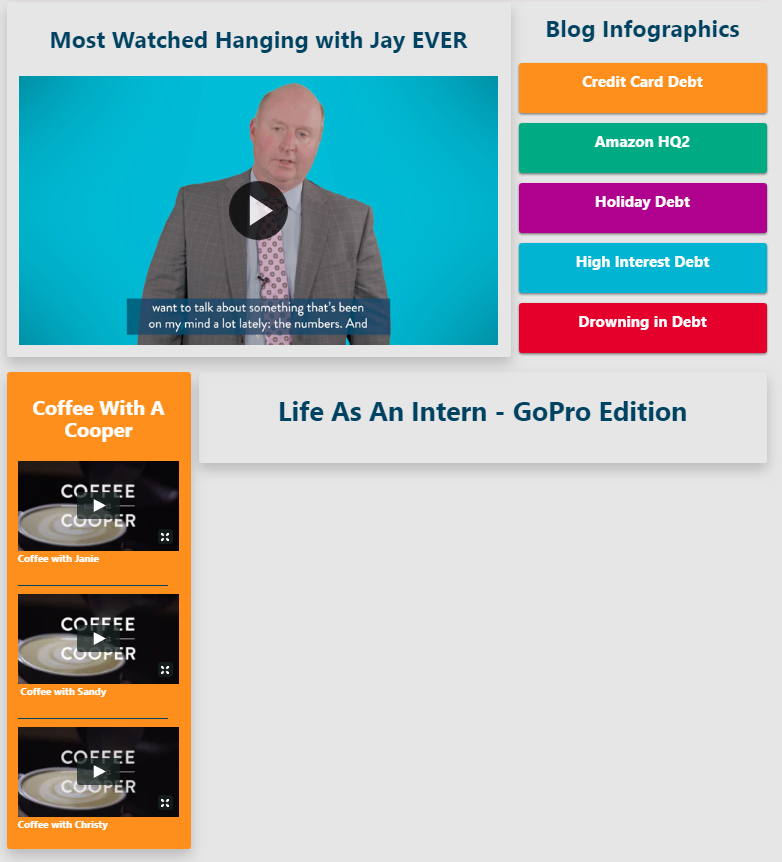 Most Watched Hanging with Jay EVER
want to talk about something that's been
on my mind a lot lately: the numbers. And
Blog Infographics
Credit Card Debt
Amazon HQ2
Holiday Debt
High Interest Debt
Drowning in Debt
Coffee With A
Cooper
COFFEE
COOPER
Coffee with Janie
COFFEE
COOPER
Coffee with Sandy
COFFEE
COOPER
Coffee with Christy
Life As An Intern - GoPro Edition